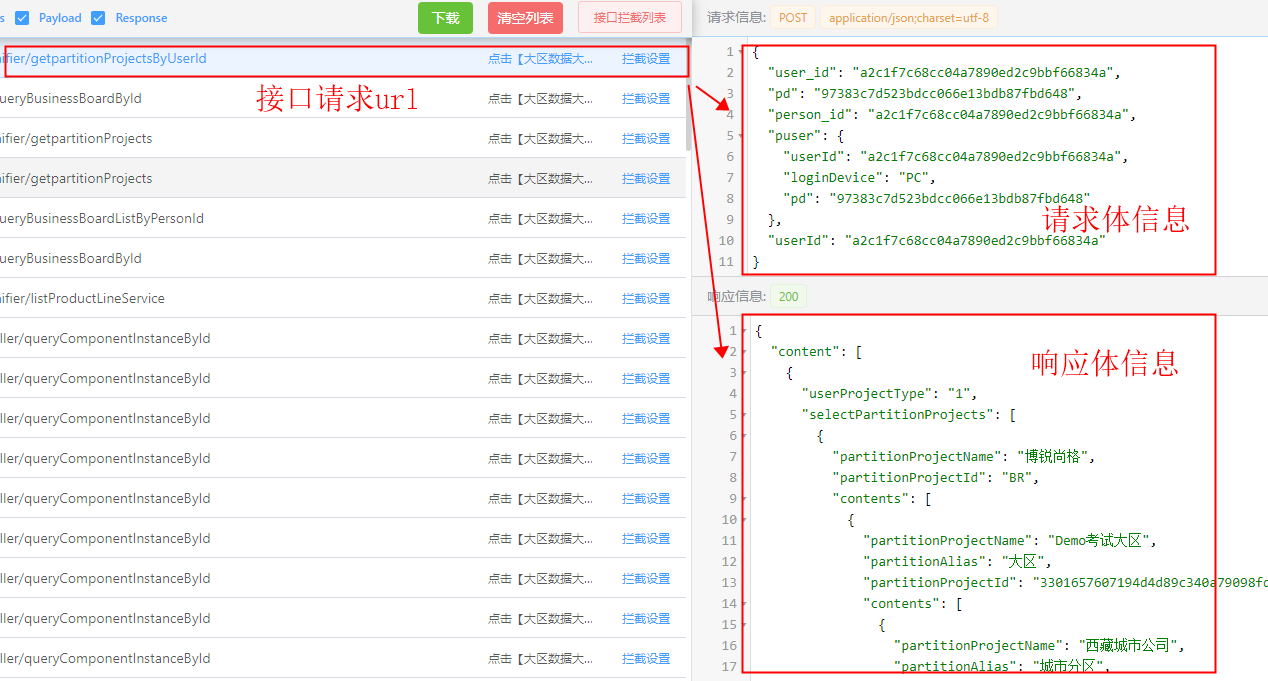 s Payload Response 下载 清空列表 接口拦截列表
ifier/getpartitionProjectsByUserId 点击【大区数据大... 拦截设置
接口请求url
ueryBusinessBoardById 点击【大区数据大... 拦截设置
ifier/getpartitionProjects 点击【大区数据大... 拦截设置
ifier/getpartitionProjects 点击【大区数据大... 拦截设置
ueryBusinessBoardListByPersonId 点击【大区数据大... 拦截设置
ueryBusinessBoardById 点击【大区数据大... 拦截设置
ifier/listProductLineService 点击【大区数据大... 拦截设置
ller/queryComponentInstanceById 点击【大区数据大... 拦截设置
ller/queryComponentInstanceById 点击【大区数据大... 拦截设置
ller/queryComponentInstanceById 点击【大区数据大... 拦截设置
ller/queryComponentInstanceById 点击【大区数据大... 拦截设置
ller/queryComponentInstanceById 点击【大区数据大... 拦截设置
ller/queryComponentInstanceById 点击【大区数据大... 拦截设置
ller/queryComponentInstanceById 点击【大区数据大... 拦截设置
ller/queryComponentInstanceById 点击【大区数据大... 拦截设置
ller/queryComponentInstanceById 点击【大区数据大... 拦截设置
请求信息: POST application/json;charset=utf-8
1 {
2 "user_id": "a2c1f7c68cc04a7890ed2c9bbf66834a",
3 "pd": "97383c7d523bdcc066e13bdb87fbd648",
4 "person_id": "a2c1f7c68cc04a7890ed2c9bbf66834a",
5 "puser": {
6 "userId": "a2c1f7c68cc04a7890ed2c9bbf66834a",
7 "loginDevice": "PC",
8 "pd": "97383c7d523bdcc066e13bdb87fbd648"
9 },
10 "userId": "a2c1f7c68cc04a7890ed2c9bbf66834a"
11 }
请求体信息
响应信息: 200
1 {
2 "content": [
3 {
4 "userProjectType": "1",
5 "selectPartitionProjects": [
6 {
7 "partitionProjectName": "博锐尚格",
8 "partitionProjectId": "BR",
9 "contents": [
10 {
11 "partitionProjectName": "Demo考试大区",
12 "partitionAlias": "大区",
13 "partitionProjectId": "3301657607194d4d89c340a79098fd
14 "contents": [
15 {
16 "partitionProjectName": "西藏城市公司",
17 "partitionAlias": "城市分区",
响应体信息